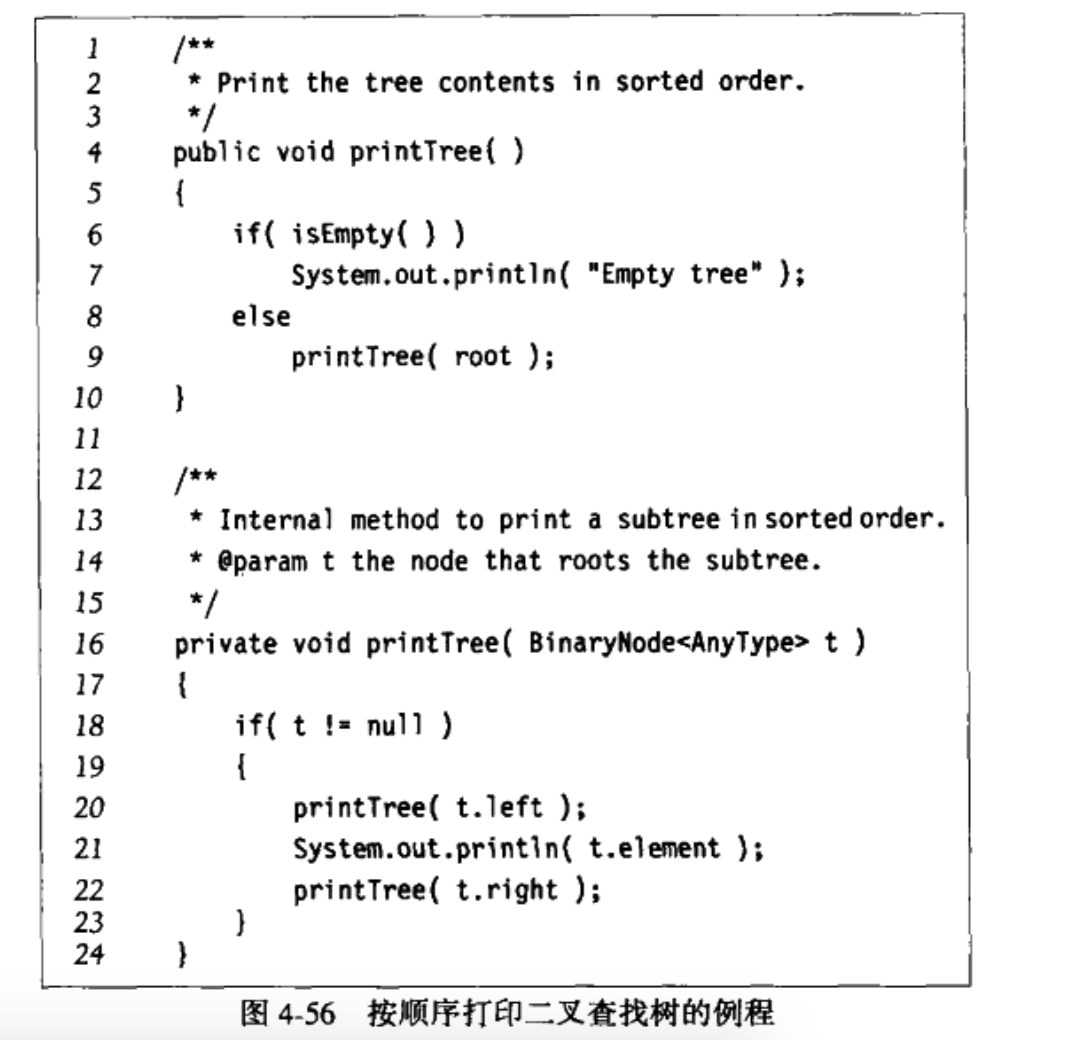 1 /**
2 * Print the tree contents in sorted order.
3 */
4 public void printTree( )
5 {
6 if( isEmpty( ) )
7 System.out.println( "Empty tree" );
8 else
9 printTree( root );
10 }
11
12 /**
13 * Internal method to print a subtree in sorted order.
14 * @param t the node that roots the subtree.
15 */
16 private void printTree( BinaryNode<AnyType> t )
17 {
18 if( t != null )
19 {
20 printTree( t.left );
21 System.out.println( t.element );
22 printTree( t.right );
23 }
24 }
图 4-56 按顺序打印二叉查找树的例程